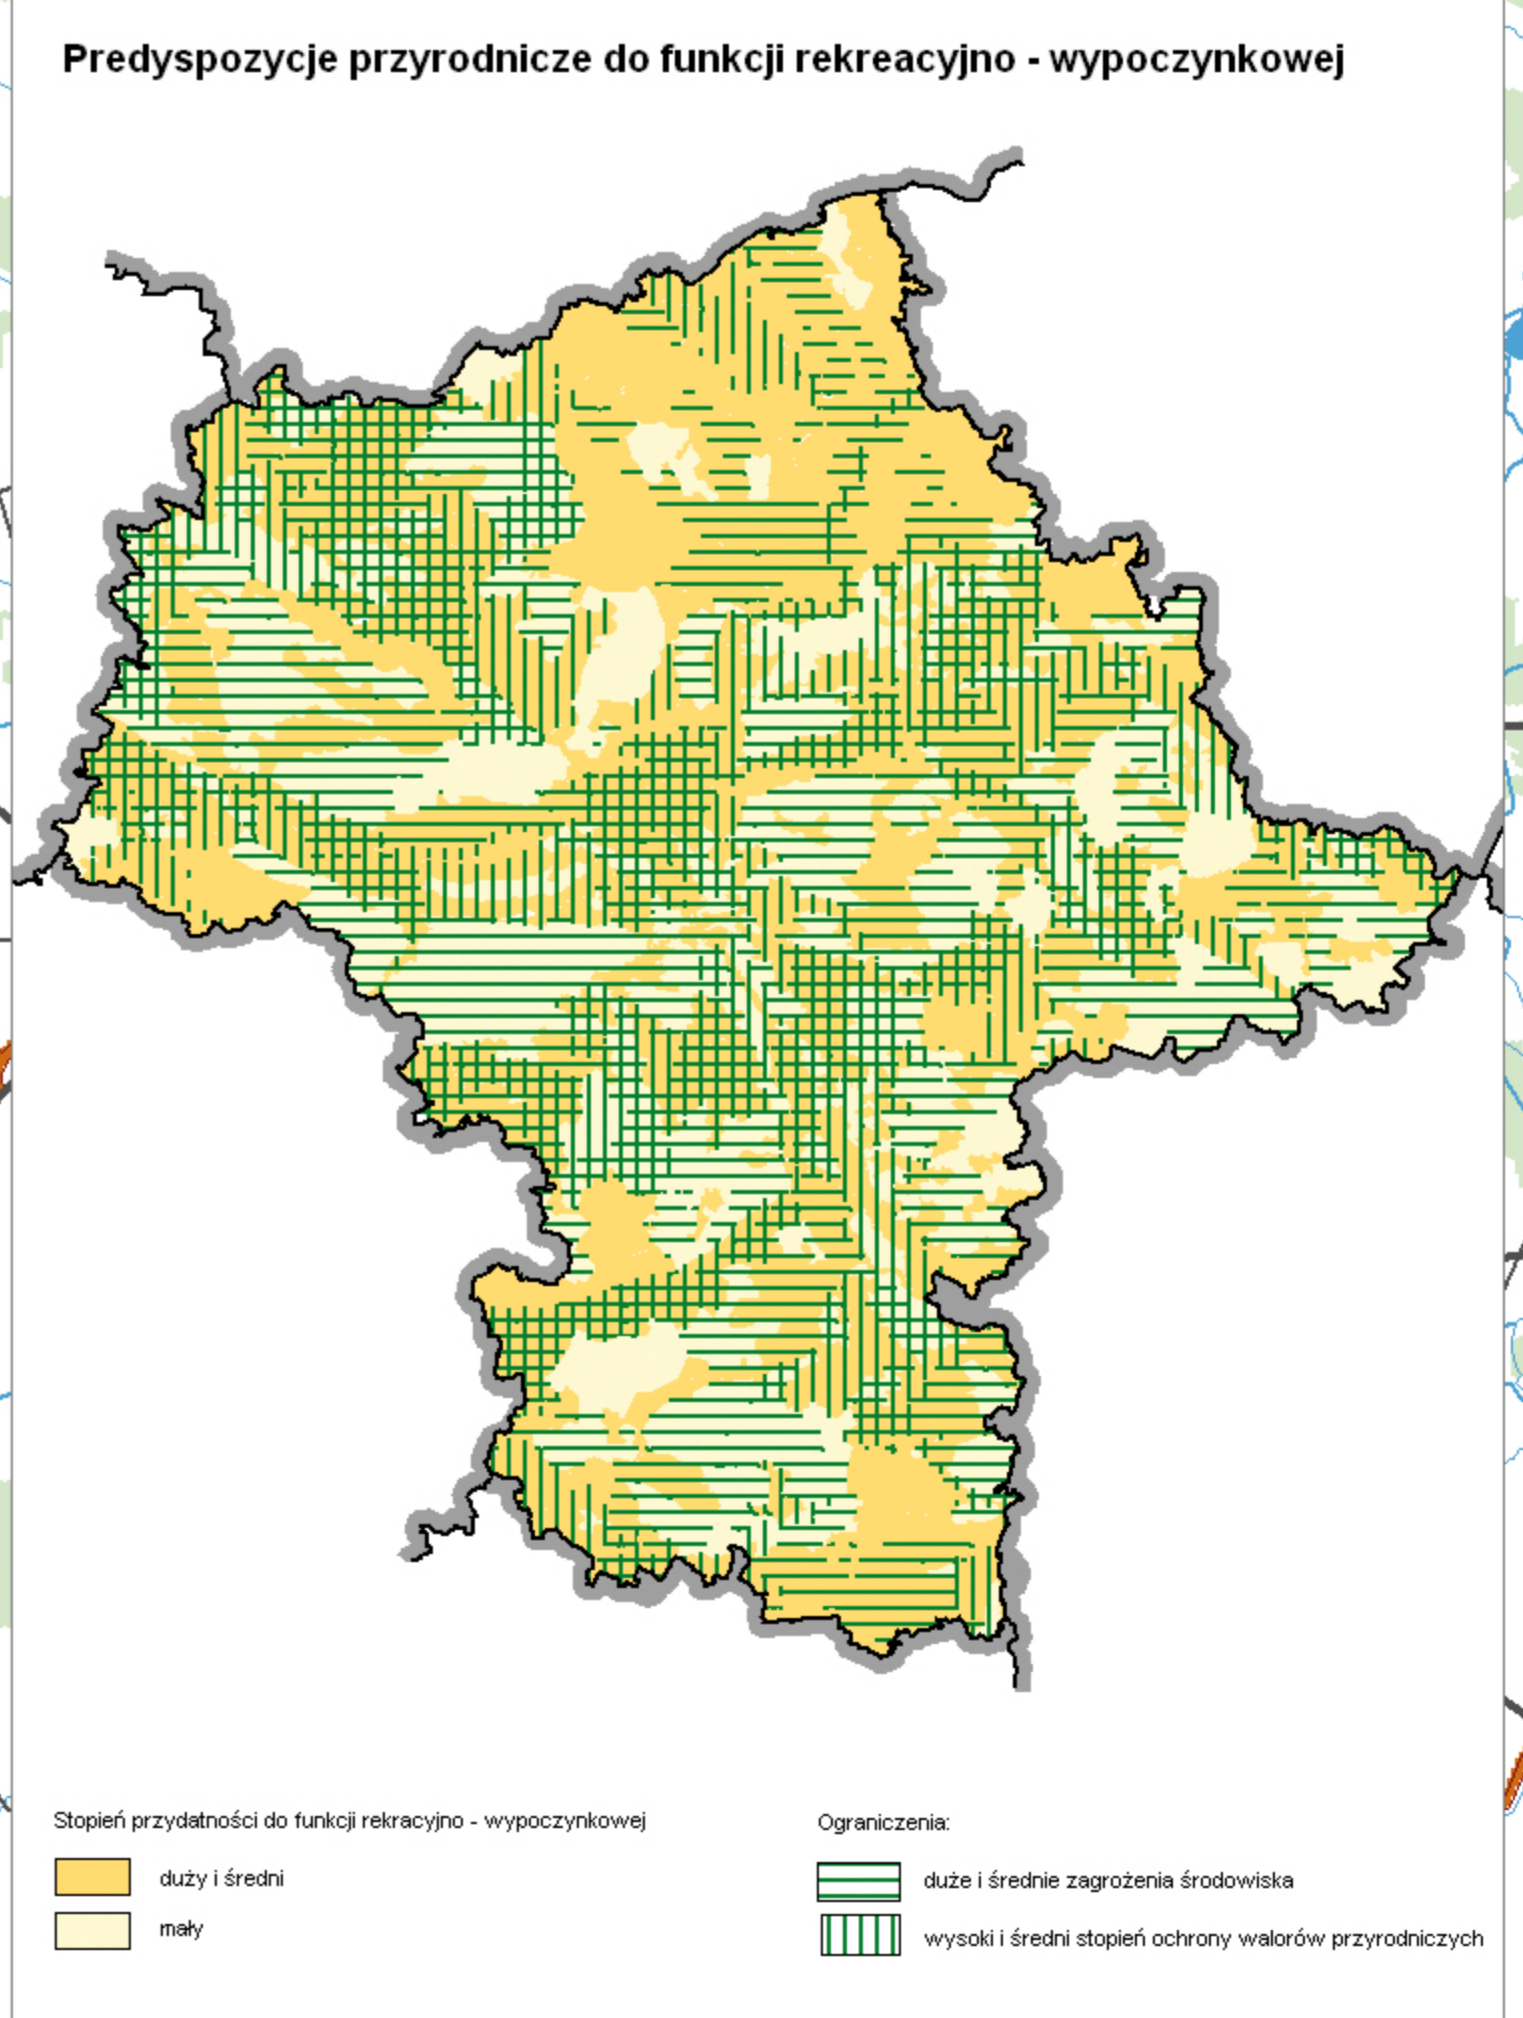 Predyspozycje przyrodnicze do funkcji rekreacyjno - wypoczynkowej
Stopień przydatności do funkcji rekracyjno - wypoczynkowej
duży i średni
mały
Ograniczenia:
duże i średnie zagrożenia środowiska
wysoki i średni stopień ochrony walorów przyrodniczych